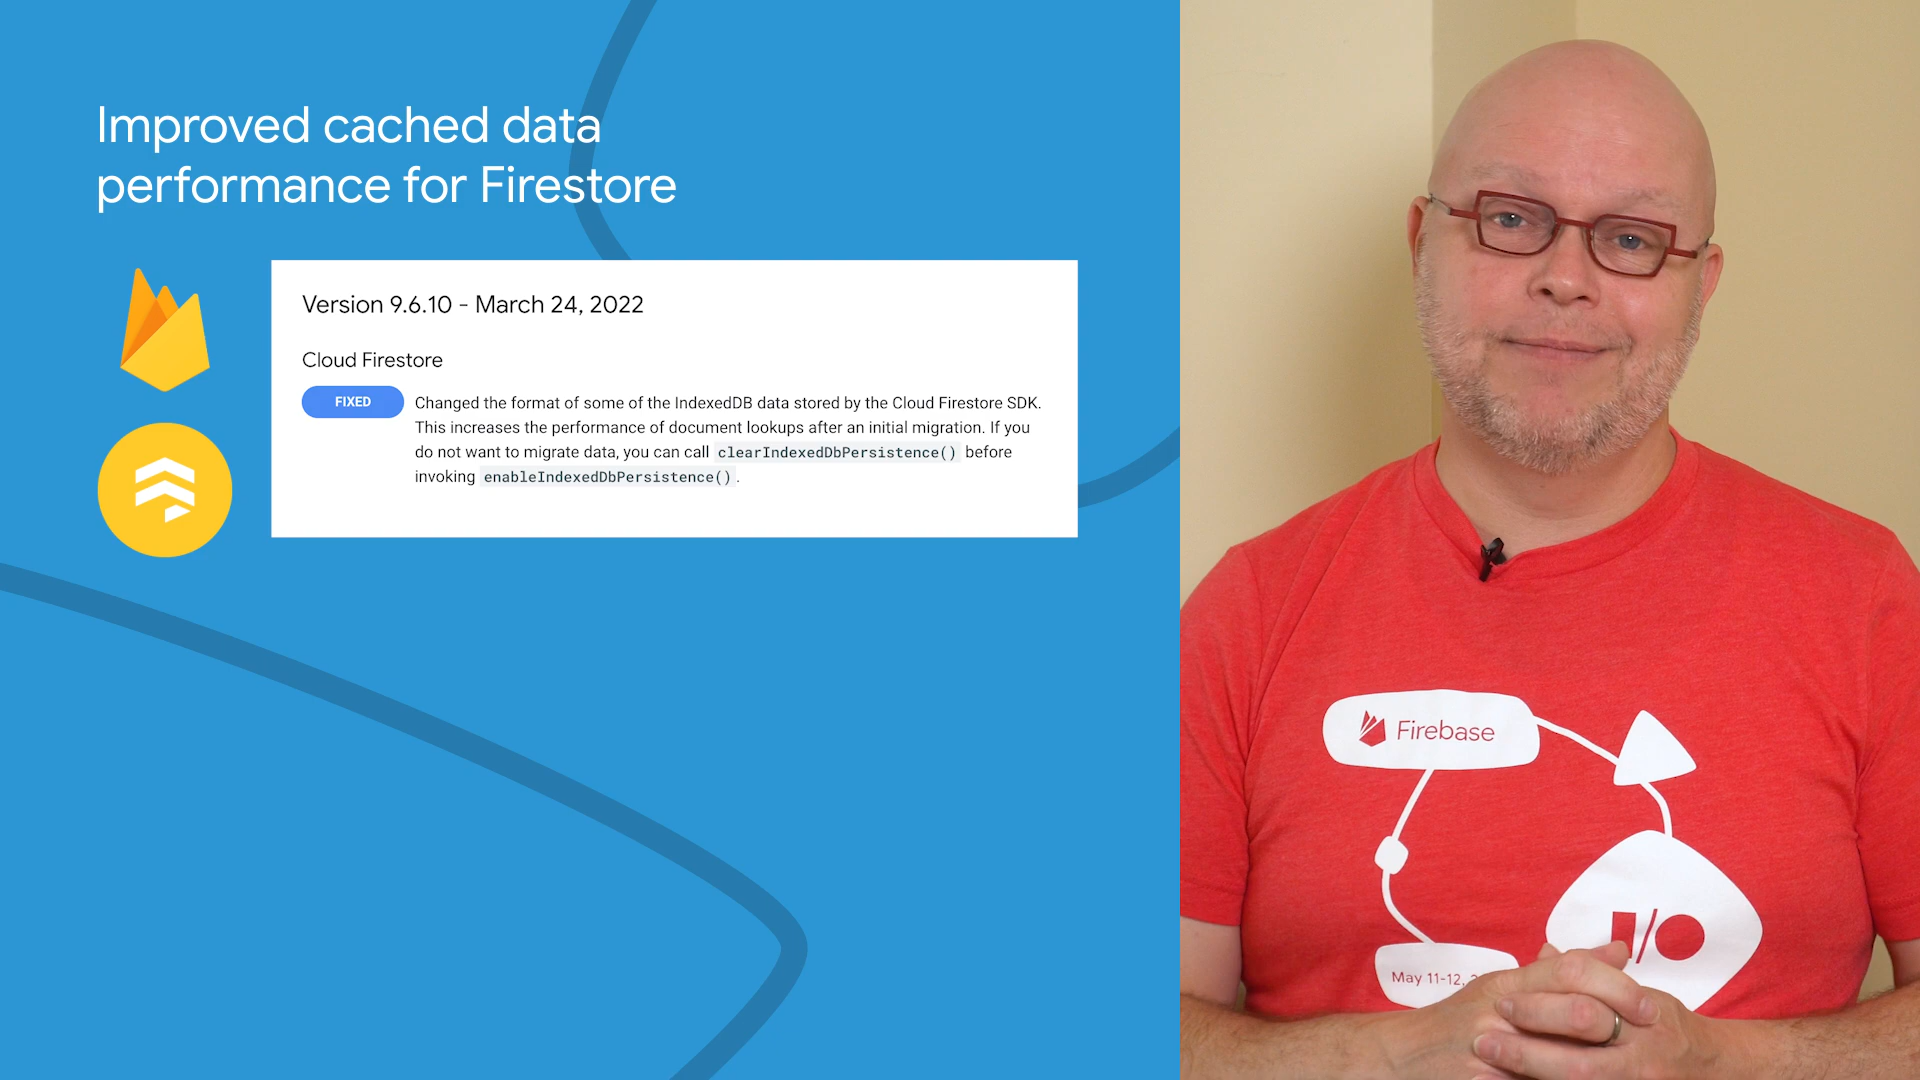 Improved cached data
performance for Firestore
Version 9.6.10 - March 24, 2022
Cloud Firestore
FIXED
Changed the format of some of the IndexedDB data stored by the Cloud Firestore SDK.
This increases the performance of document lookups after an initial migration. If you
do not want to migrate data, you can call clearIndexedDbPersistence() before
invoking enableIndexedDbPersistence().
Firebase
I/O
May 11-12,